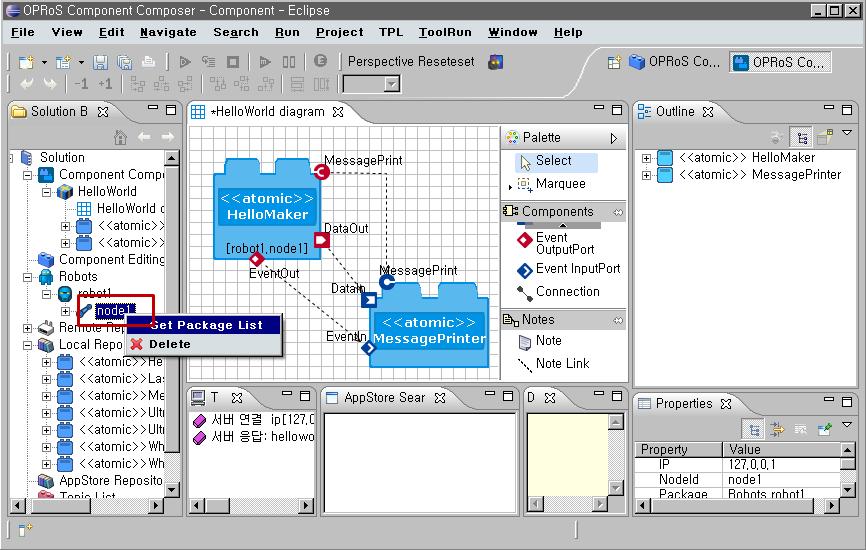 OPRoS Component Composer - Component - Eclipse
File View Edit Navigate Search Run Project TPL ToolRun Window Help
Perspective Reseteset
OPRoS Co... OPRoS Co...
-1 +1
Solution B
Solution
Component Compo
HelloWorld
HelloWorld d
<<atomic>>
<<atomic>>
Component Editing
Robots
robot1
node1
Get Package List
Delete
Remote Rep
Local Repo
<<atomic>> He
<<atomic>> Las
<<atomic>> Me
<<atomic>> Ultr
<<atomic>> Ultr
<<atomic>> Wh
<<atomic>> Wh
AppStore Reposito
Topic List
*HelloWorld diagram
MessagePrint
<<atomic>>
HelloMaker
DataOut
[robot1,node1]
EventOut
MessagePrint
DataIn
<<atomic>>
EventIn
MessagePrinter
Palette
Select
Marquee
Components
Event
OutputPort
Event InputPort
Connection
Notes
Note
Note Link
Outline
<<atomic>> HelloMaker
<<atomic>> MessagePrinter
T
서버 연결 ip[127,0
서버 응답: hellowo
AppStore Sear
D
Properties
Property Value
IP 127,0,0,1
NodeId node1
Package Robots robot1